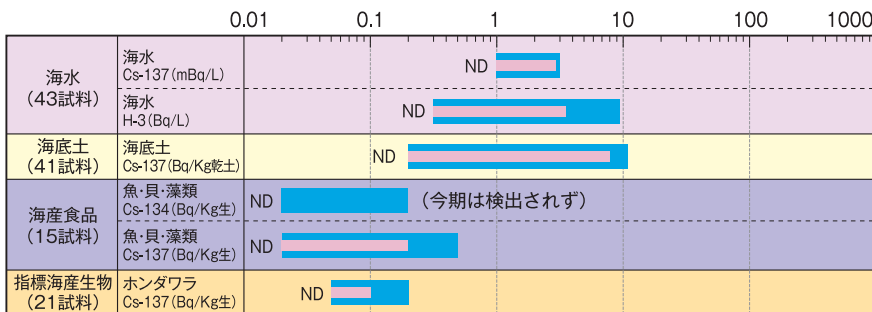 0.01 0.1 1 10 100 1000
海水
(43試料)
海水
Cs-137(mBq/L)
ND
海水
H-3(Bq/L)
ND
海底土
(41試料)
海底土
Cs-137(Bq/Kg乾土)
ND
海産食品
(15試料)
魚･貝･藻類
Cs-134(Bq/Kg生)
ND
(今期は検出されず)
魚･貝･藻類
Cs-137(Bq/Kg生)
ND
指標海産生物
(21試料)
ホンダワラ
Cs-137(Bq/Kg生)
ND